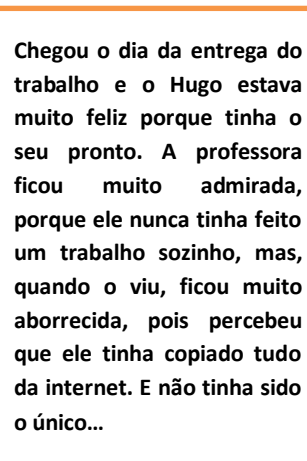 Chegou o dia da entrega do
trabalho e o Hugo estava
muito feliz porque tinha o
seu pronto. A professora
ficou muito admirada,
porque ele nunca tinha feito
um trabalho sozinho, mas,
quando o viu, ficou muito
aborrecida, pois percebeu
que ele tinha copiado tudo
da internet. E não tinha sido
o único…